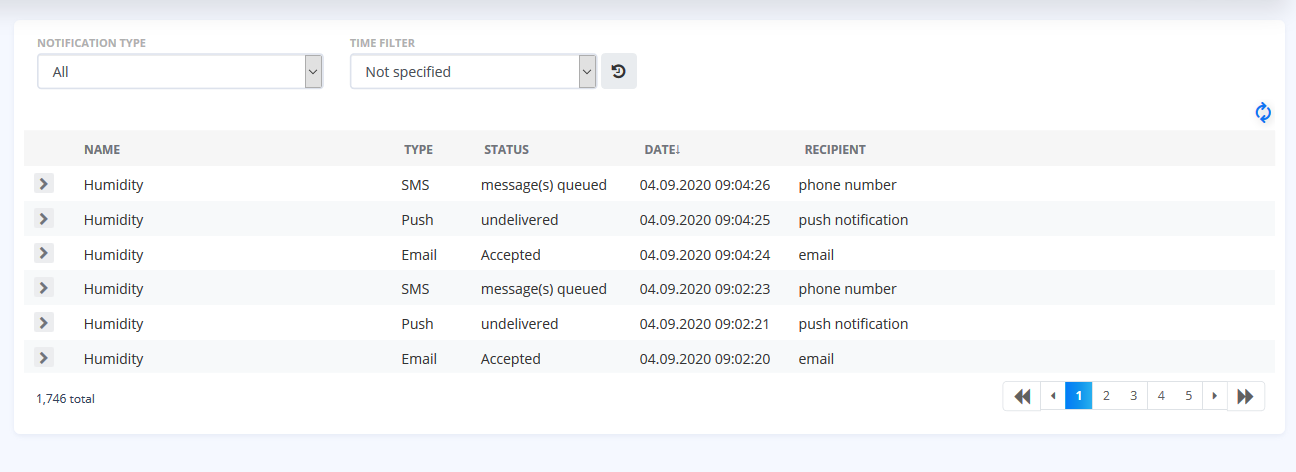 NOTIFICATION TYPE TIME FILTER
All Not specified
NAME TYPE STATUS DATE↓ RECIPIENT
Humidity SMS message(s) queued 04.09.2020 09:04:26 phone number
Humidity Push undelivered 04.09.2020 09:04:25 push notification
Humidity Email Accepted 04.09.2020 09:04:24 email
Humidity SMS message(s) queued 04.09.2020 09:02:23 phone number
Humidity Push undelivered 04.09.2020 09:02:21 push notification
Humidity Email Accepted 04.09.2020 09:02:20 email
1,746 total 1 2 3 4 5